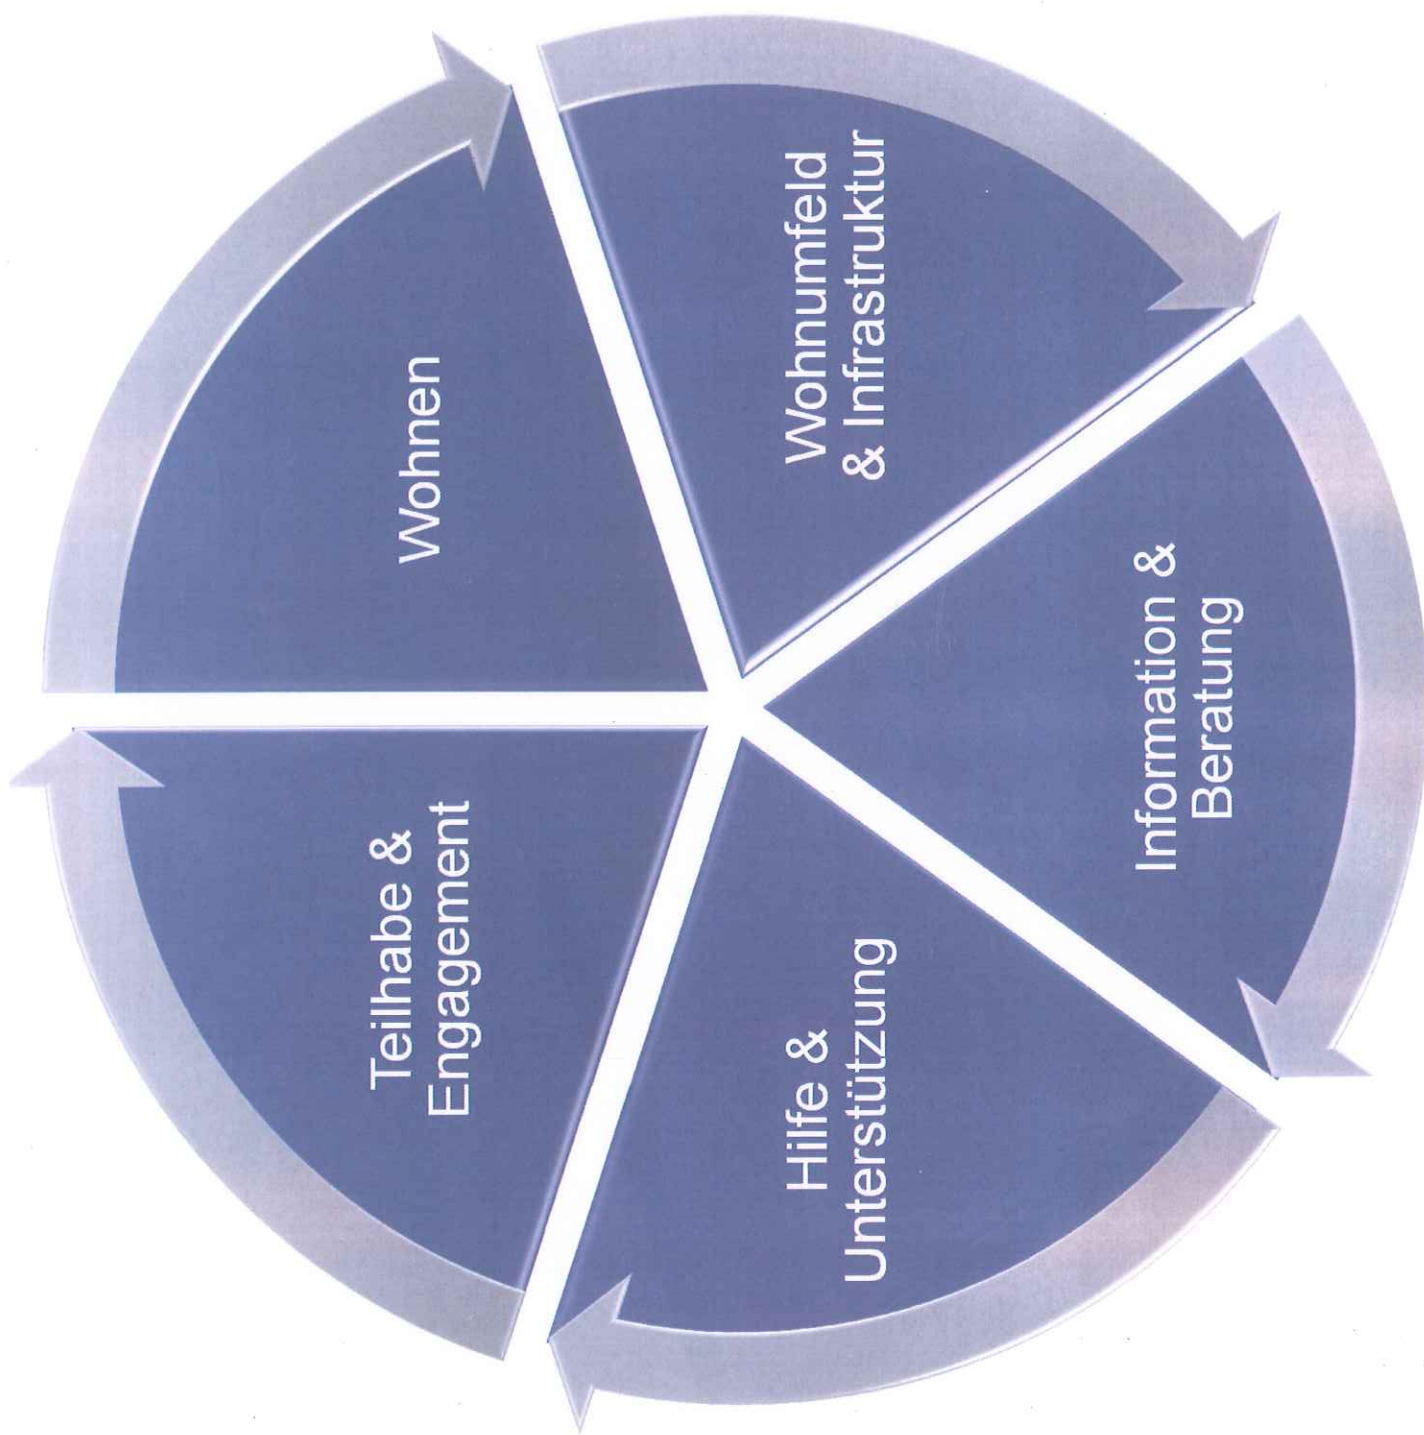 Wohnen
Wohnumfeld
& Infrastruktur
Information &
Beratung
Hilfe &
Unterstützung
Teilhabe &
Engagement